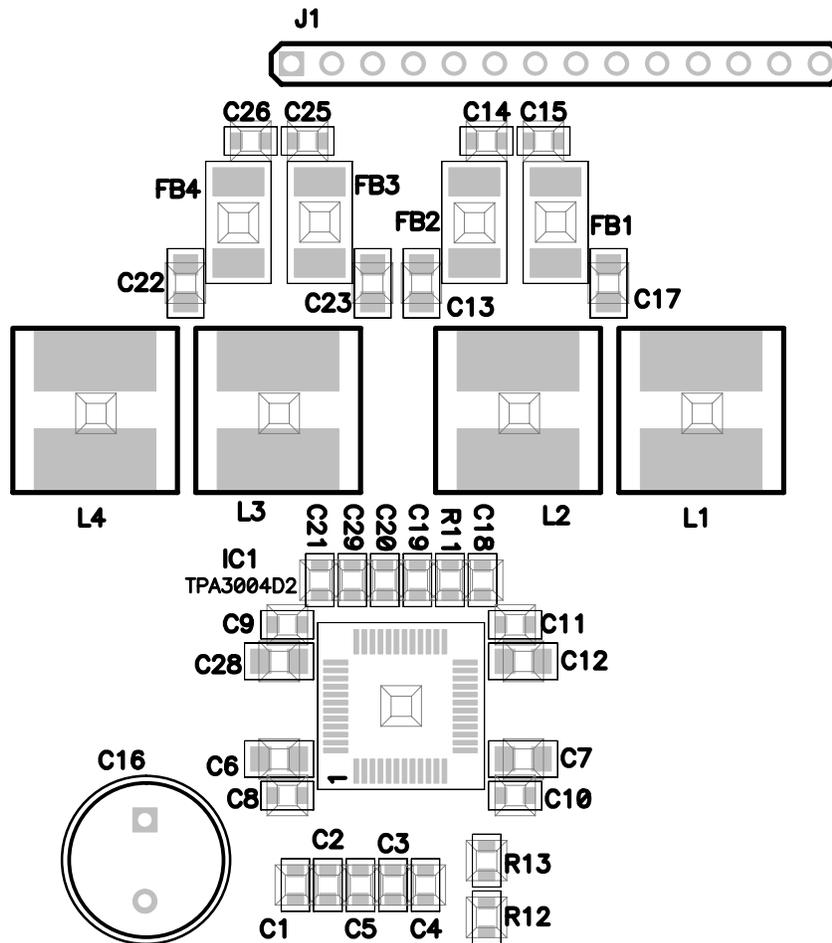 J1
C26 C25 C14 C15
FB4 FB3 FB2 FB1
C22 C23 C13 C17
L4 L3 L2 L1
C21 C29 C20 C19 R11 C18
IC1
TPA3004D2
C9 C11
C28 C12
C16 C6 C7
1
C8 C10
C2 C3 R13
C1 C5 C4 R12